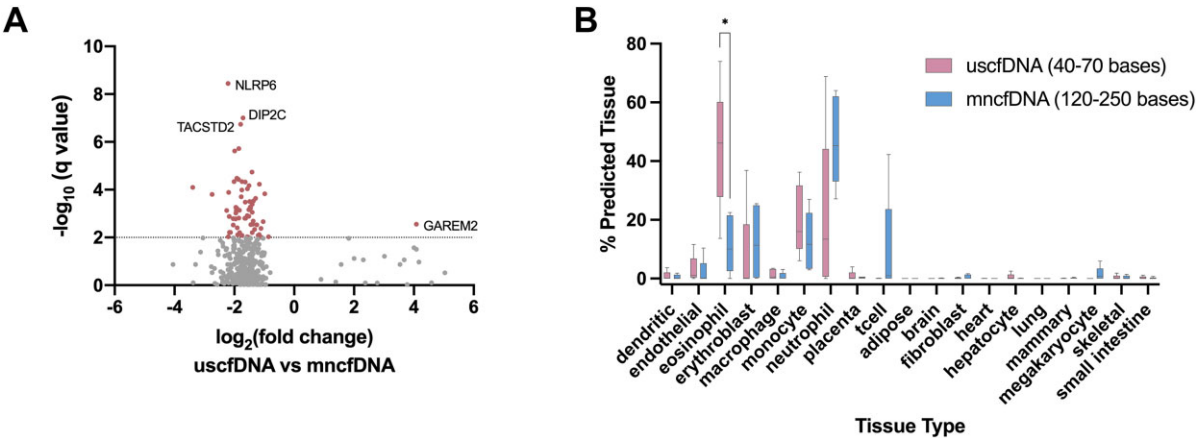 A
10
8
6
4
2
0
-log10 (q value)
NLRP6
DIP2C
TACSTD2
GAREM2
-6
-4
-2
0
2
4
6
log2(fold change)
uscfDNA vs mncfDNA
B
*
80
60
40
20
0
% Predicted Tissue
uscfDNA (40-70 bases)
mncfDNA (120-250 bases)
dendritic
endothelial
eosinophil
erythroblast
macrophage
monocyte
neutrophil
placenta
tcell
adipose
brain
fibroblast
heart
hepatocyte
lung
mammary
megakaryocyte
skeletal
small intestine
Tissue Type